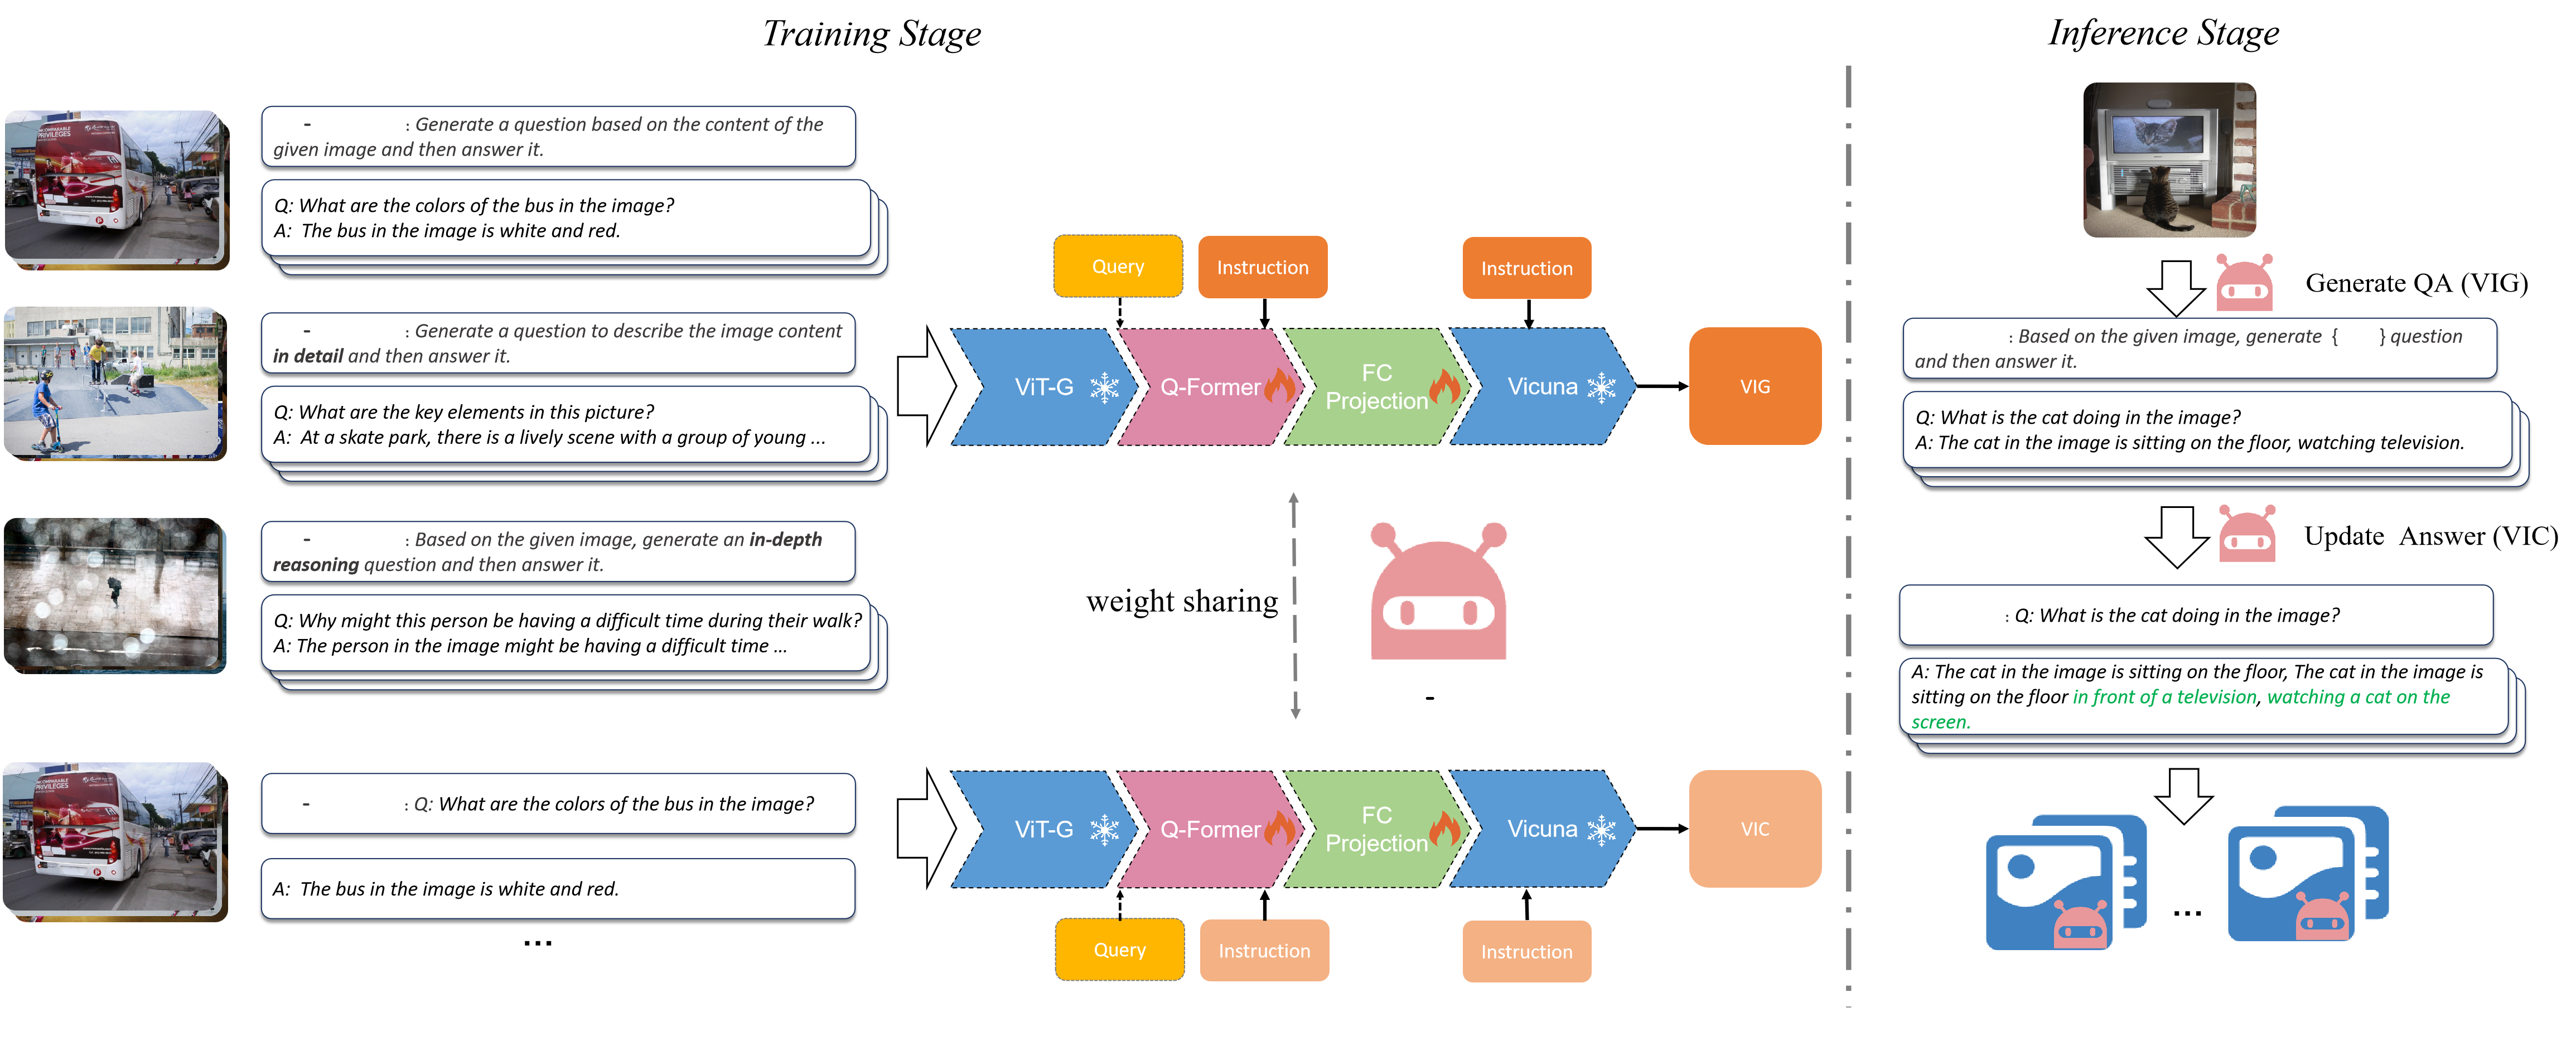 Training Stage
Inference Stage
- : Generate a question based on the content of the
given image and then answer it.
Q: What are the colors of the bus in the image?
A: The bus in the image is white and red.
- : Generate a question to describe the image content
in detail and then answer it.
Q: What are the key elements in this picture?
A: At a skate park, there is a lively scene with a group of young ...
- : Based on the given image, generate an in-depth
reasoning question and then answer it.
Q: Why might this person be having a difficult time during their walk?
A: The person in the image might be having a difficult time ...
- : Q: What are the colors of the bus in the image?
A: The bus in the image is white and red.
...
Query
Instruction
Instruction
ViT-G
Q-Former
FC
Projection
Vicuna
VIG
weight sharing
-
ViT-G
Q-Former
FC
Projection
Vicuna
VIC
Query
Instruction
Instruction
Generate QA (VIG)
: Based on the given image, generate { } question
and then answer it.
Q: What is the cat doing in the image?
A: The cat in the image is sitting on the floor, watching television.
Update Answer (VIC)
: Q: What is the cat doing in the image?
A: The cat in the image is sitting on the floor, The cat in the image is
sitting on the floor in front of a television, watching a cat on the
screen.
...